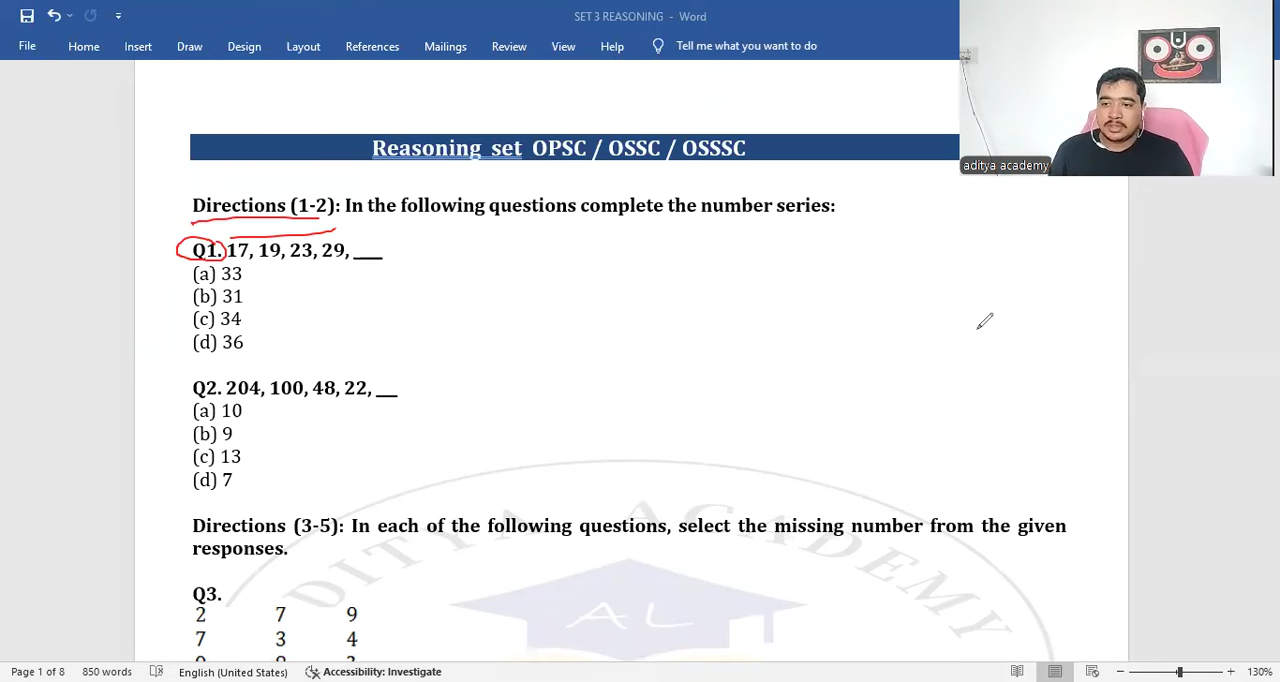 SET 3 REASONING - Word
File Home Insert Draw Design Layout References Mailings Review View Help Tell me what you want to do
aditya academy
Reasoning set OPSC / OSSC / OSSSC
Directions (1-2): In the following questions complete the number series:
Q1. 17, 19, 23, 29, ___
(a) 33
(b) 31
(c) 34
(d) 36
Q2. 204, 100, 48, 22, __
(a) 10
(b) 9
(c) 13
(d) 7
Directions (3-5): In each of the following questions, select the missing number from the given
responses.
DITYA ACADEMY
AL
Q3.
2 7 9
7 3 4
Page 1 of 8 850 words English (United States) Accessibility: Investigate 130%